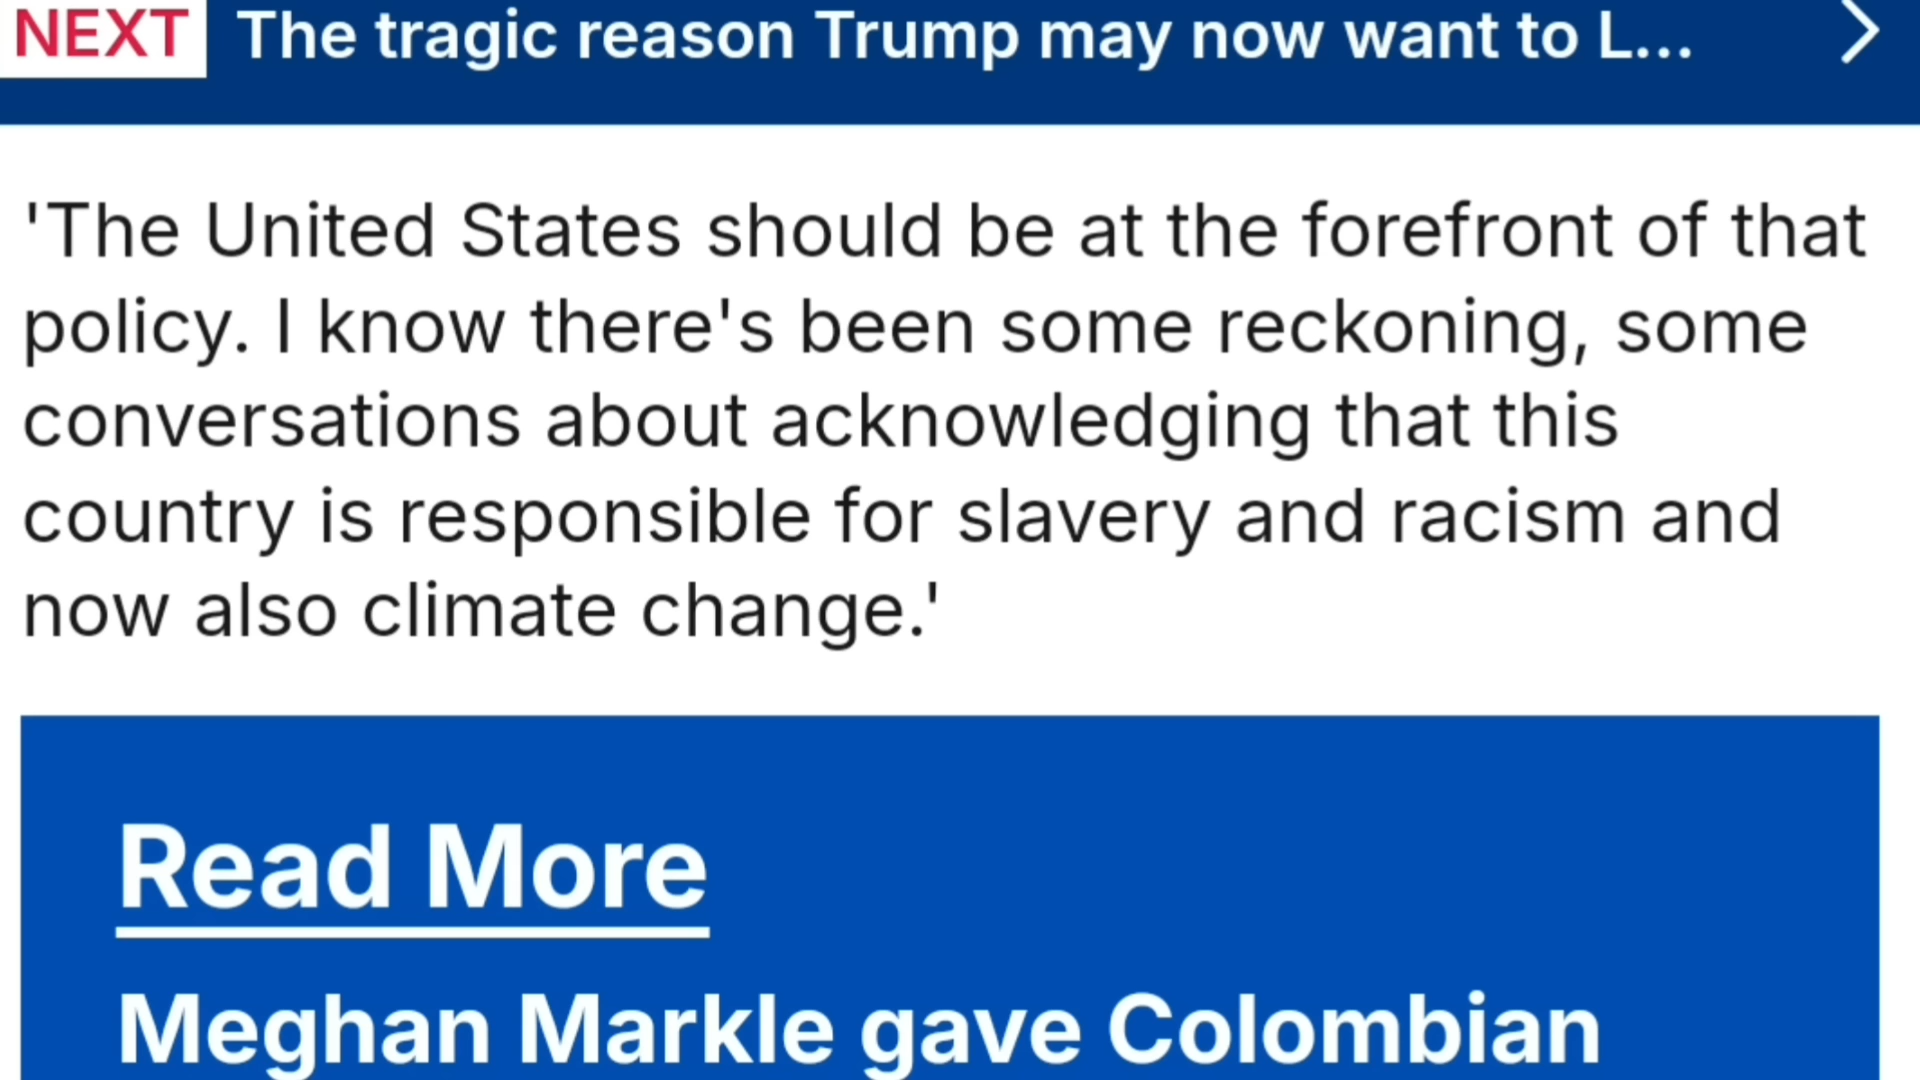 NEXT The tragic reason Trump may now want to L...
'The United States should be at the forefront of that
policy. I know there's been some reckoning, some
conversations about acknowledging that this
country is responsible for slavery and racism and
now also climate change.'
Read More
Meghan Markle gave Colombian